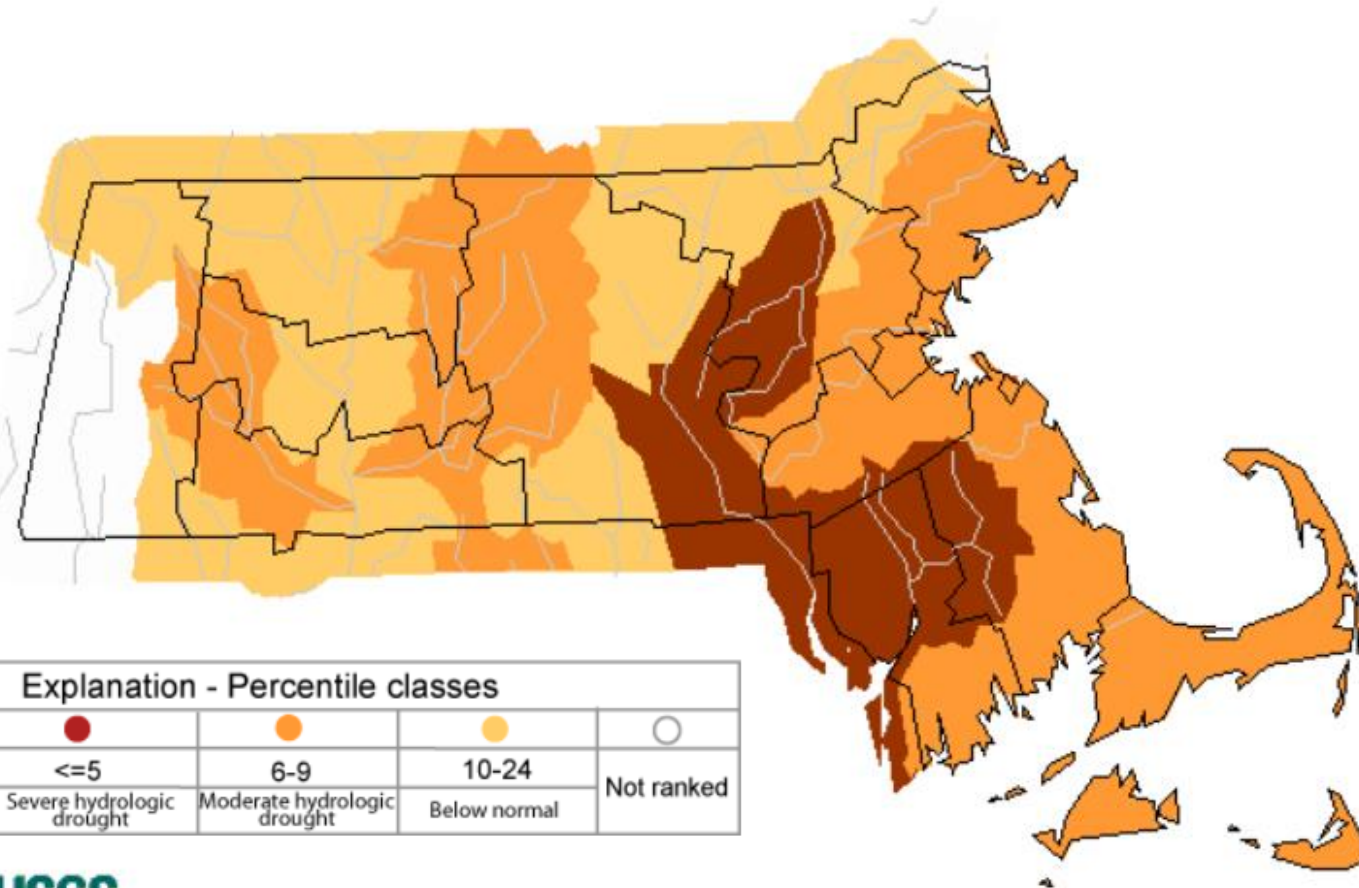 Explanation - Percentile classes
<=5
6-9
10-24
Not ranked
Severe hydrologic
drought
Moderate hydrologic
drought
Below normal